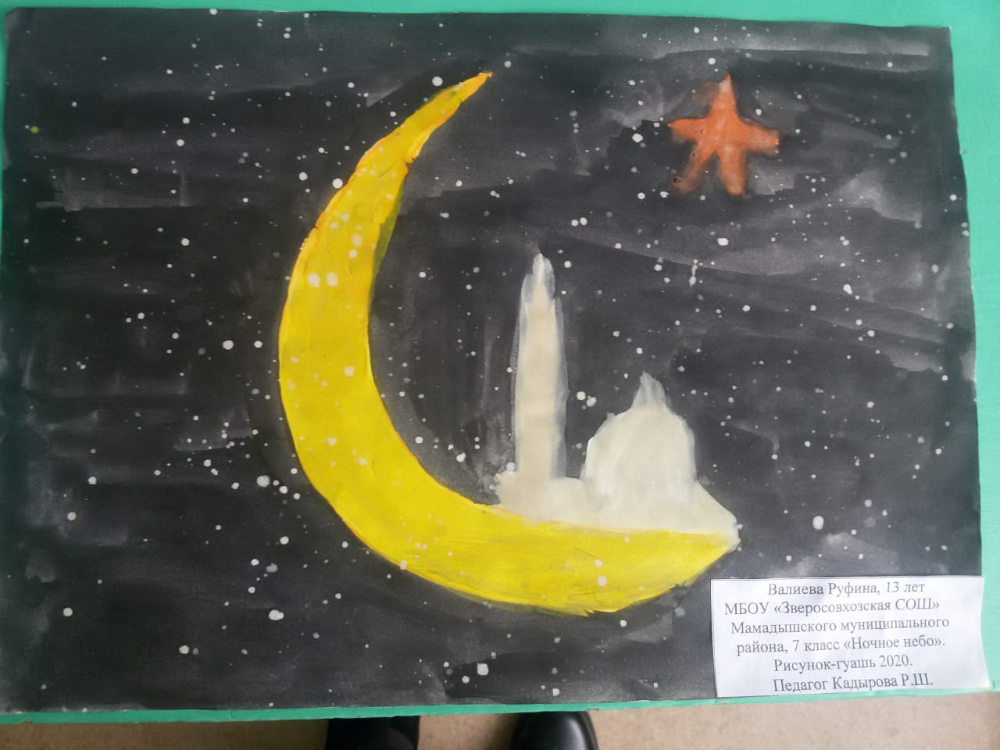 Валиева Руфина, 13 лет
МБОУ «Зверосовхозская СОШ»
Мамадышского муниципального
района, 7 класс «Ночное небо».
Рисунок-гуашь 2020.
Педагог Кадырова Р.Ш.